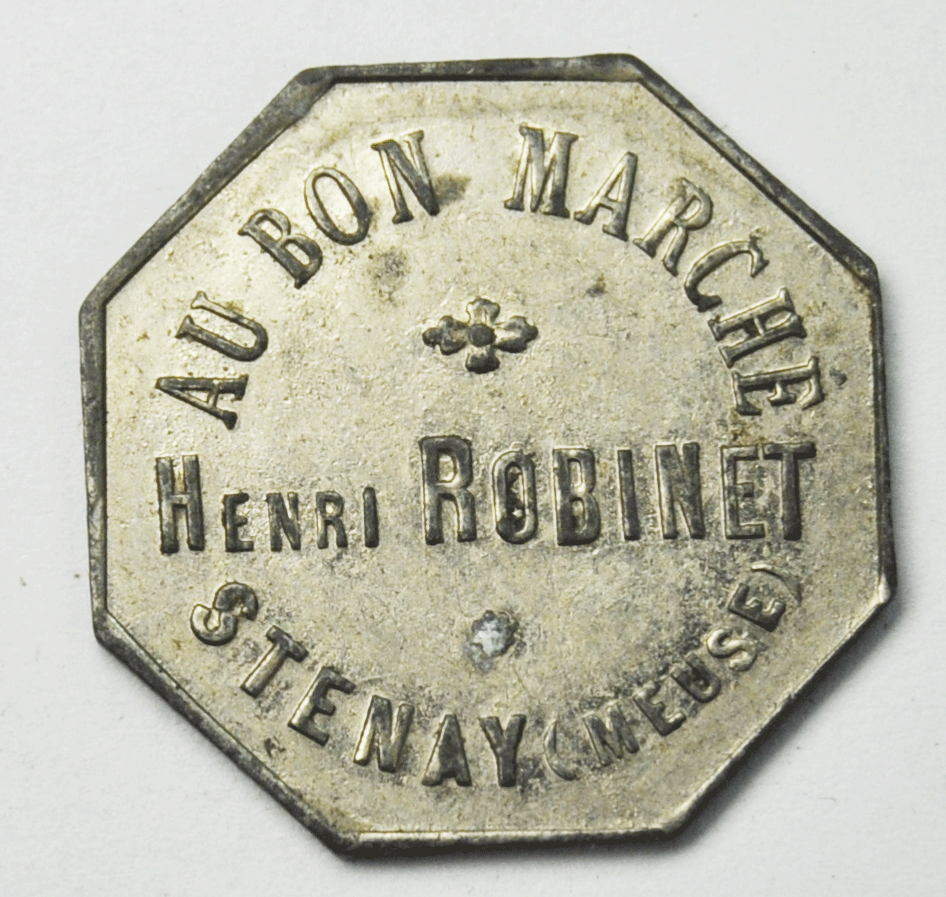 AU BON MARCHE
HENRI ROBINET
STENAY (MEUSE)